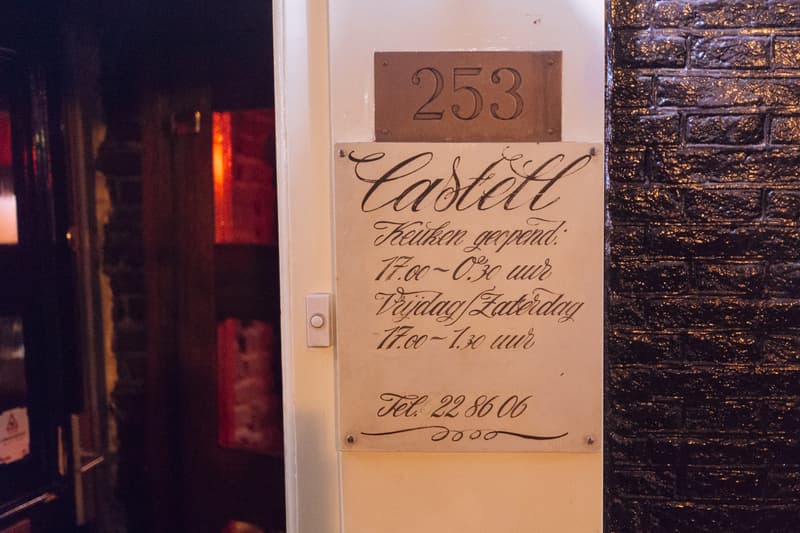 253
Castell
Keuken geopend:
17.00~0.30 uur
Vrijdag/Zaterdag
17.00~1.30 uur
Tel. 22 86 06